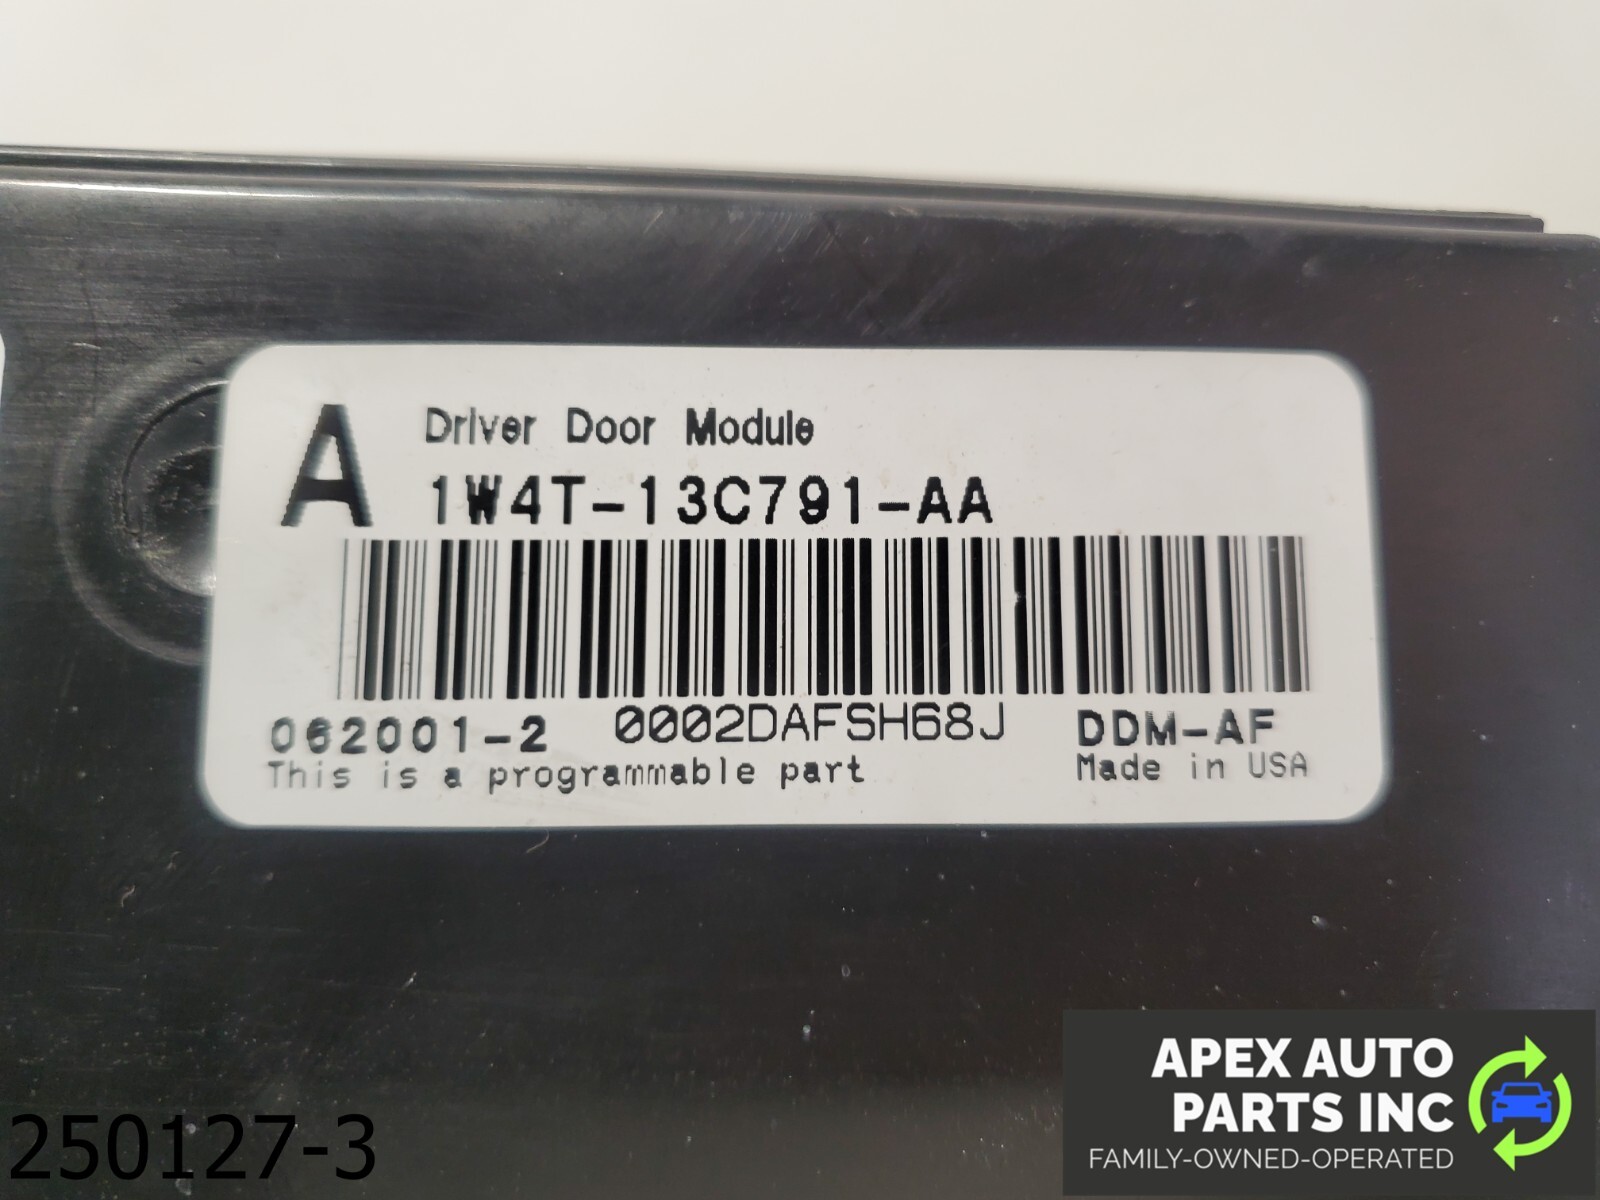 A
Driver Door Module
1W4T-13C791-AA
062001-2 0002DAFSH68J DDM-AF
This is a programmable part Made in USA
250127-3
APEX AUTO
PARTS INC
FAMILY-OWNED-OPERATED